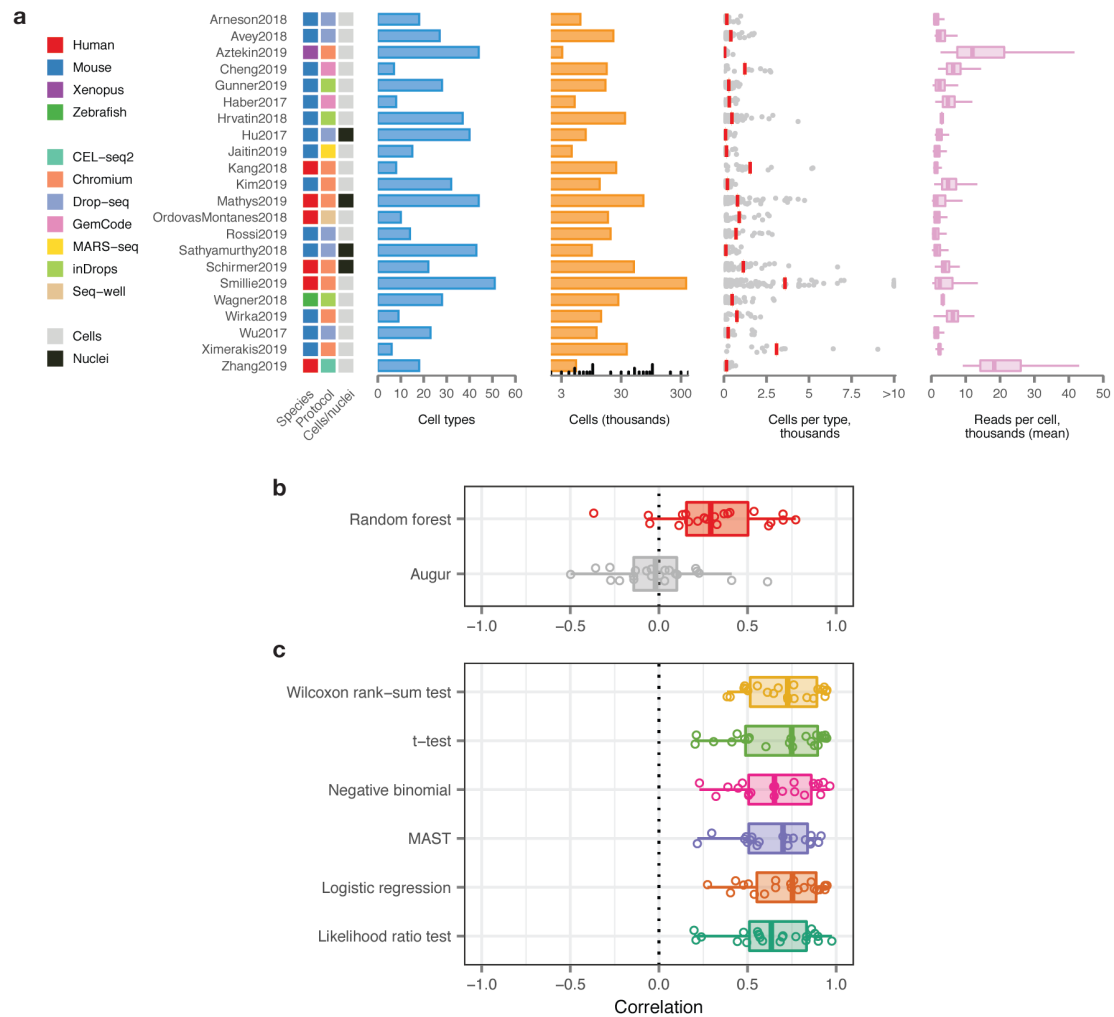 a
Human
Mouse
Xenopus
Zebrafish
CEL−seq2
Chromium
Drop−seq
GemCode
MARS−seq
inDrops
Seq−well
Cells
Nuclei
Arneson2018
Avey2018
Aztekin2019
Cheng2019
Gunner2019
Haber2017
Hrvatin2018
Hu2017
Jaitin2019
Kang2018
Kim2019
Mathys2019
OrdovasMontanes2018
Rossi2019
Sathyamurthy2018
Schirmer2019
Smillie2019
Wagner2018
Wirka2019
Wu2017
Ximerakis2019
Zhang2019
Species
Protocol
Cells/nuclei
0 10 20 30 40 50 60
Cell types
3 30 300
Cells (thousands)
0 2.5 5 7.5 >10
Cells per type,
thousands
0 10 20 30 40 50
Reads per cell,
thousands (mean)
b
Random forest
Augur
−1.0 −0.5 0.0 0.5 1.0
c
Wilcoxon rank−sum test
t−test
Negative binomial
MAST
Logistic regression
Likelihood ratio test
−1.0 −0.5 0.0 0.5 1.0
Correlation